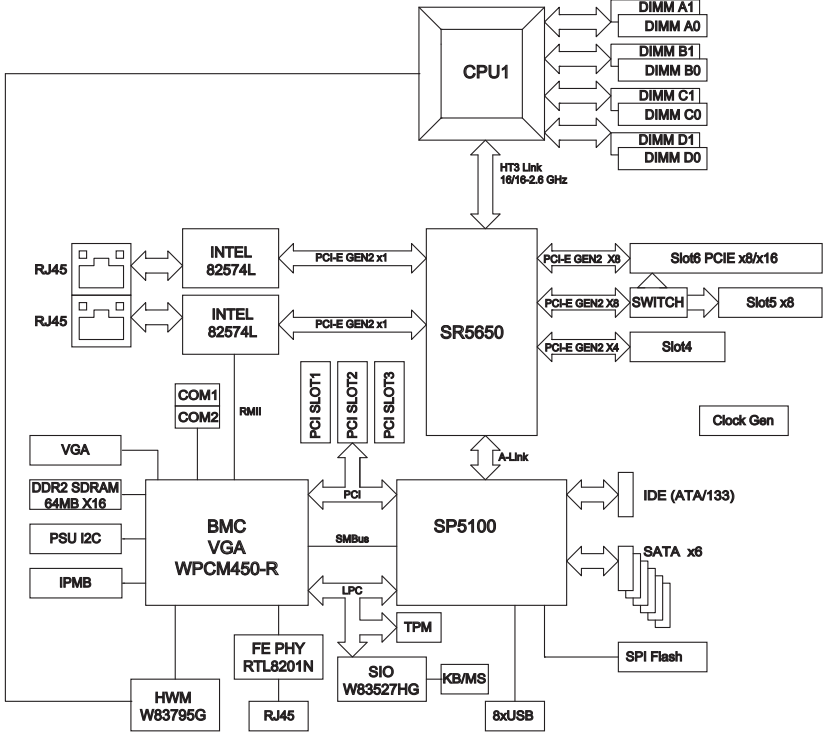 DIMM A1
DIMM A0
DIMM B1
DIMM B0
DIMM C1
DIMM C0
DIMM D1
DIMM D0
CPU1
HT3 Link
16/16-2.6 GHz
RJ45
RJ45
INTEL
82574L
INTEL
82574L
PCI-E GEN2 x1
PCI-E GEN2 x1
SR5650
PCI-E GEN2 X8
PCI-E GEN2 X8
PCI-E GEN2 X4
Slot6 PCIE x8/x16
SWITCH
Slot5 x8
Slot4
Clock Gen
COM1
COM2
RMII
PCI SLOT1
PCI SLOT2
PCI SLOT3
A-Link
VGA
DDR2 SDRAM
64MB X16
PSU I2C
IPMB
BMC
VGA
WPCM450-R
PCI
SMBus
LPC
SP5100
IDE (ATA/133)
SATA x6
SPI Flash
TPM
FE PHY
RTL8201N
SIO
W83527HG
KB/MS
HWM
W83795G
RJ45
8xUSB